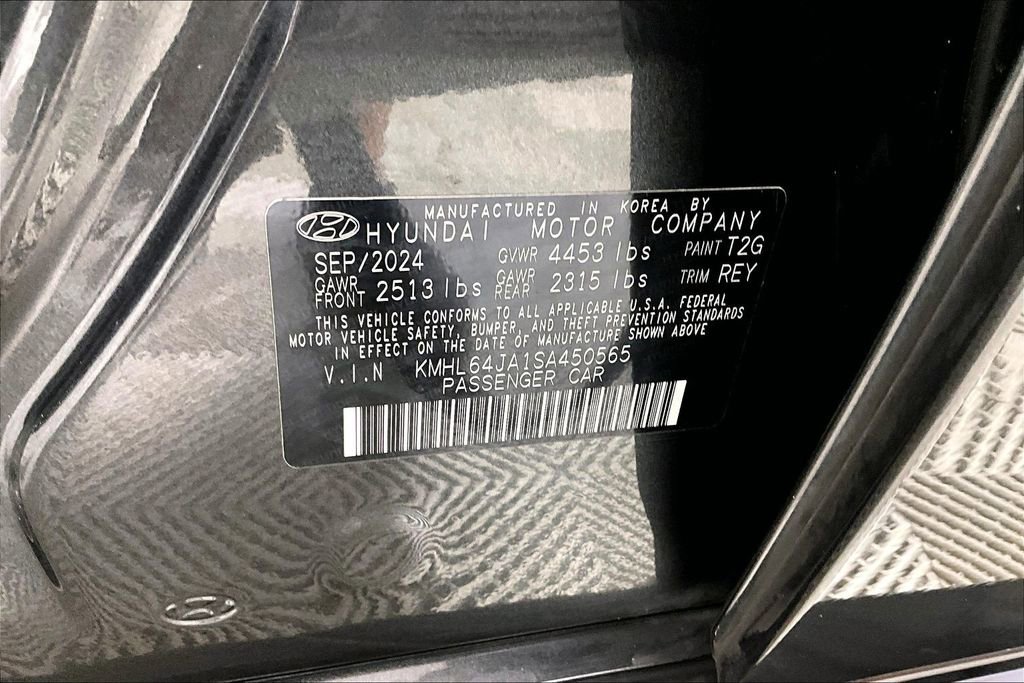 MANUFACTURED IN KOREA BY
HYUNDAI MOTOR COMPANY
SEP/2024 GVWR 4453 lbs PAINT T2G
GAWR FRONT 2513 lbs GAWR REAR 2315 lbs TRIM REY
THIS VEHICLE CONFORMS TO ALL APPLICABLE U.S.A. FEDERAL
MOTOR VEHICLE SAFETY, BUMPER, AND THEFT PREVENTION STANDARDS
IN EFFECT ON THE DATE OF MANUFACTURE SHOWN ABOVE
V.I.N KMHL64JA1SA450565
PASSENGER CAR